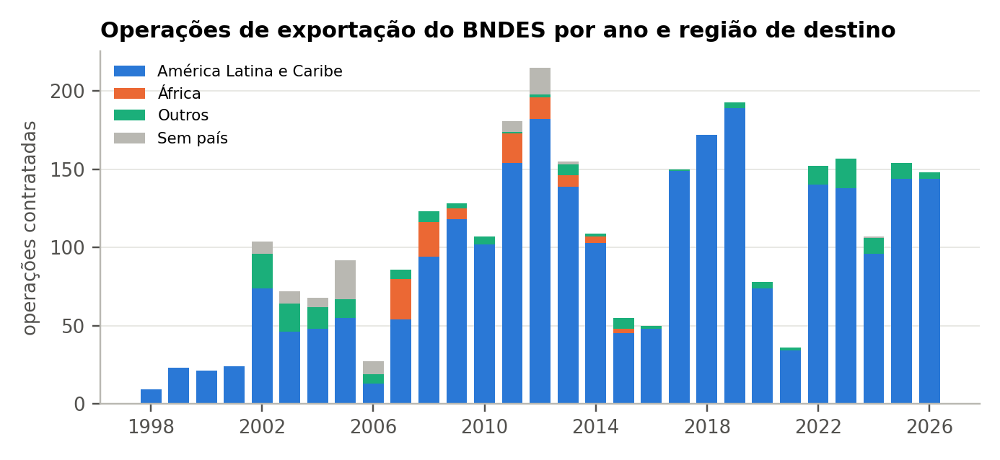 Operações de exportação do BNDES por ano e região de destino
América Latina e Caribe
África
Outros
Sem país
operações contratadas
200
150
100
50
0
1998 2002 2006 2010 2014 2018 2022 2026